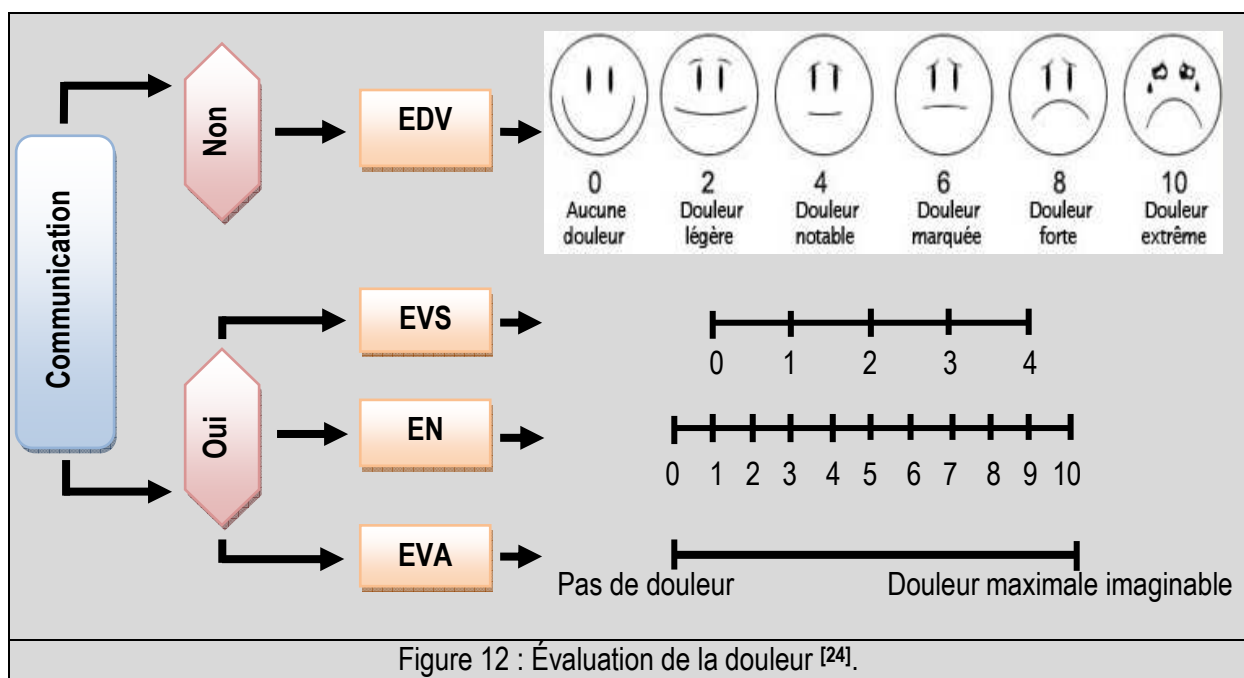 Communication
Non
EDV
0 2 4 6 8 10
Aucune Douleur Douleur Douleur Douleur Douleur
douleur légère notable marquée forte extrême
Oui
EVS
0 1 2 3 4
EN
0 1 2 3 4 5 6 7 8 9 10
EVA
Pas de douleur Douleur maximale imaginable
Figure 12 : Évaluation de la douleur [24].